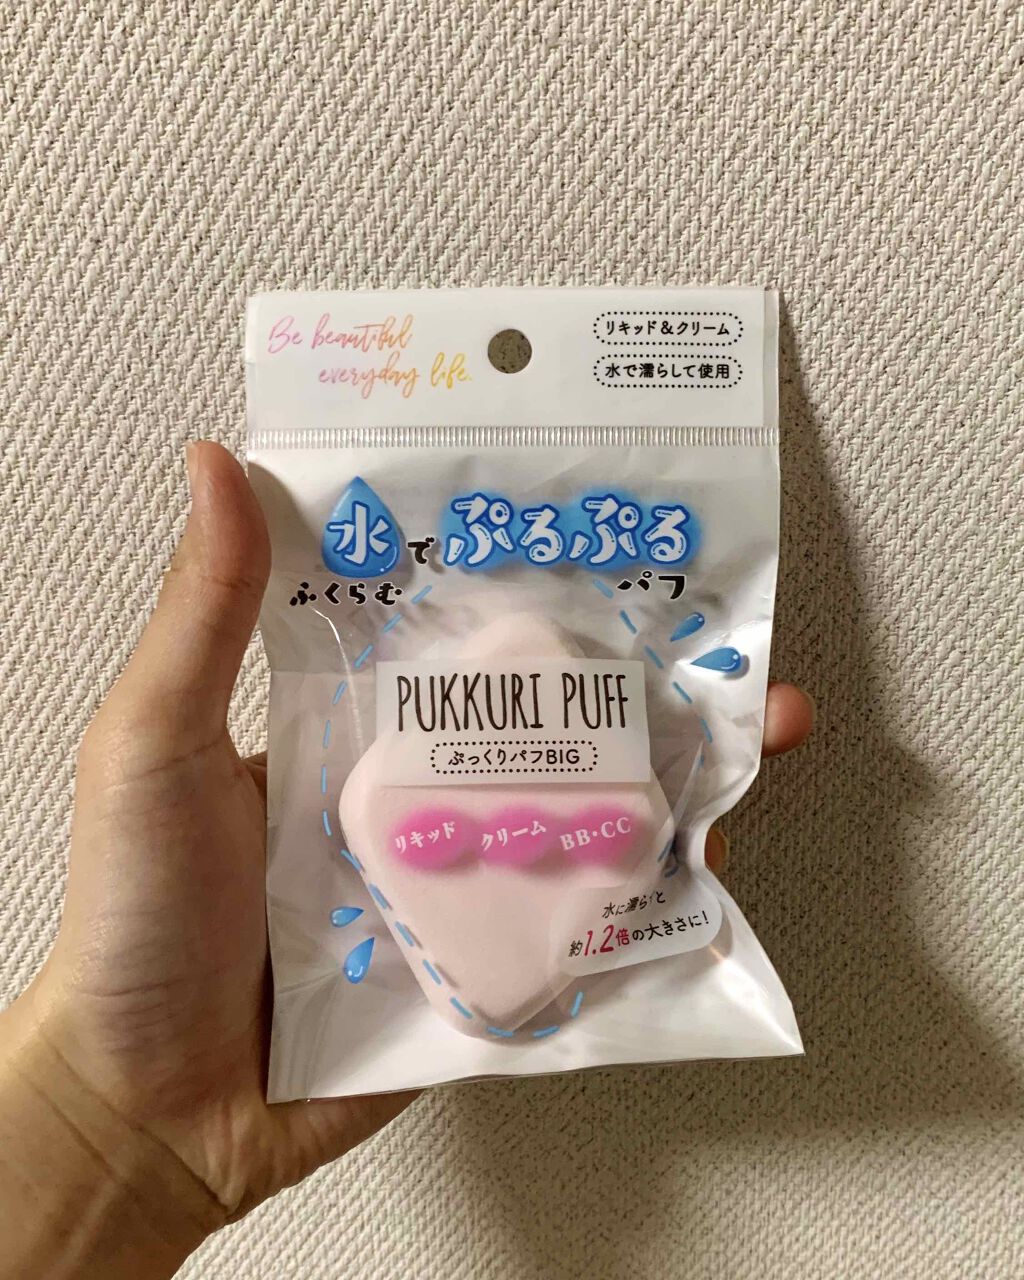 Be beautiful
everyday life.
リキッド&クリーム
水で濡らして使用
水でぷるぷる
ふくらむ パフ
PUKKURI PUFF
ぷっくりパフBIG
リキッド クリーム BB・CC
水に濡らすと
約1.2倍の大きさに!